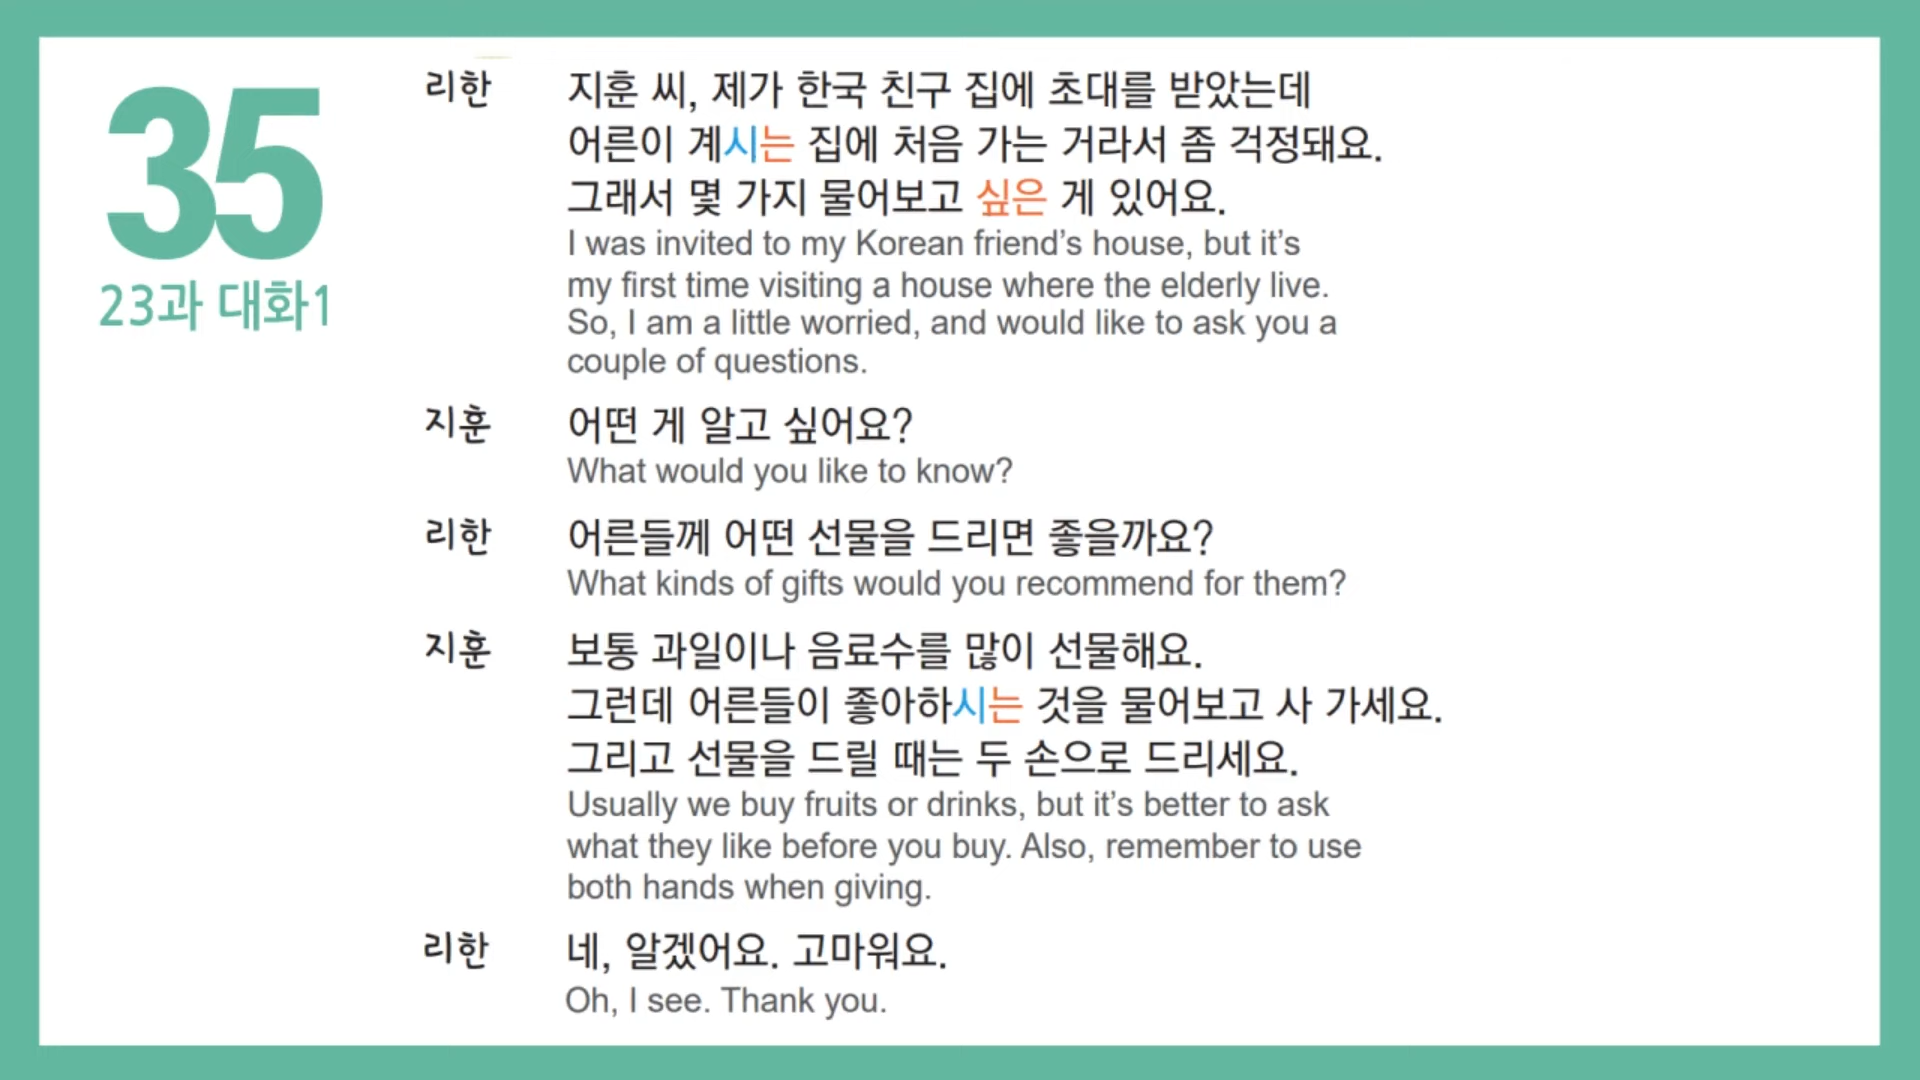 35
23과 대화1
리한
지훈 씨, 제가 한국 친구 집에 초대를 받았는데
어른이 계시는 집에 처음 가는 거라서 좀 걱정돼요.
그래서 몇 가지 물어보고 싶은 게 있어요.
I was invited to my Korean friend's house, but it's
my first time visiting a house where the elderly live.
So, I am a little worried, and would like to ask you a
couple of questions.
지훈
어떤 게 알고 싶어요?
What would you like to know?
리한
어른들께 어떤 선물을 드리면 좋을까요?
What kinds of gifts would you recommend for them?
지훈
보통 과일이나 음료수를 많이 선물해요.
그런데 어른들이 좋아하시는 것을 물어보고 사 가세요.
그리고 선물을 드릴 때는 두 손으로 드리세요.
Usually we buy fruits or drinks, but it's better to ask
what they like before you buy. Also, remember to use
both hands when giving.
리한
네, 알겠어요. 고마워요.
Oh, I see. Thank you.